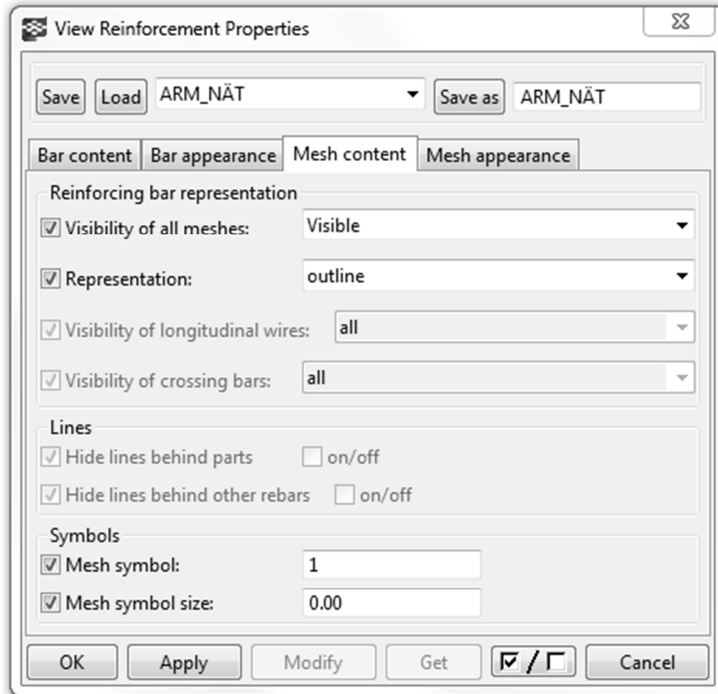 View Reinforcement Properties
Save Load ARM_NÄT Save as ARM_NÄT
Bar content Bar appearance Mesh content Mesh appearance
Reinforcing bar representation
Visibility of all meshes: Visible
Representation: outline
Visibility of longitudinal wires: all
Visibility of crossing bars: all
Lines
Hide lines behind parts on/off
Hide lines behind other rebars on/off
Symbols
Mesh symbol: 1
Mesh symbol size: 0.00
OK Apply Modify Get / Cancel